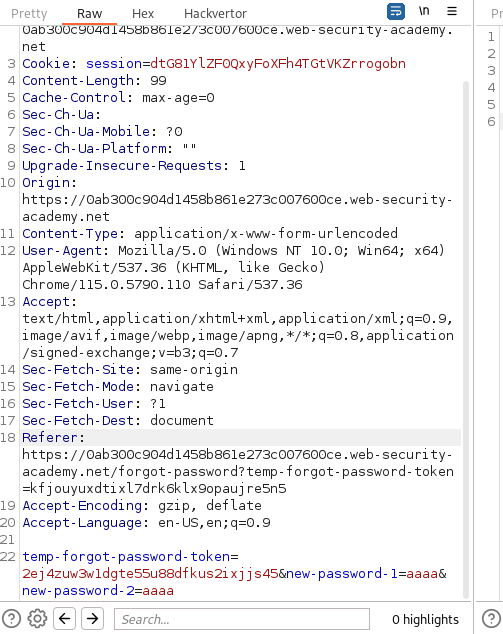 Pretty Raw Hex Hackvertor \n
0ab300c904d1458b861e273c007600ce.web-security-academy.
net
3 Cookie: session=dtG81YlZF0QxyFoXFh4TGtVKZrrogobn
4 Content-Length: 99
5 Cache-Control: max-age=0
6 Sec-Ch-Ua:
7 Sec-Ch-Ua-Mobile: ?0
8 Sec-Ch-Ua-Platform: ""
9 Upgrade-Insecure-Requests: 1
10 Origin:
https://0ab300c904d1458b861e273c007600ce.web-security-
academy.net
11 Content-Type: application/x-www-form-urlencoded
12 User-Agent: Mozilla/5.0 (Windows NT 10.0; Win64; x64)
AppleWebKit/537.36 (KHTML, like Gecko)
Chrome/115.0.5790.110 Safari/537.36
13 Accept:
text/html,application/xhtml+xml,application/xml;q=0.9,
image/avif,image/webp,image/apng,*/*;q=0.8,application
/signed-exchange;v=b3;q=0.7
14 Sec-Fetch-Site: same-origin
15 Sec-Fetch-Mode: navigate
16 Sec-Fetch-User: ?1
17 Sec-Fetch-Dest: document
18 Referer:
https://0ab300c904d1458b861e273c007600ce.web-security-
academy.net/forgot-password?temp-forgot-password-token
=kfjouyuxdtixl7drk6klx9opaujre5n5
19 Accept-Encoding: gzip, deflate
20 Accept-Language: en-US,en;q=0.9
21
22 temp-forgot-password-token=
2ej4zuw3w1dgte55u88dfkus2ixjjs45&new-password-1=aaaa&
new-password-2=aaaa
Search... 0 highlights
Pretty
1
2
3
4
5
6